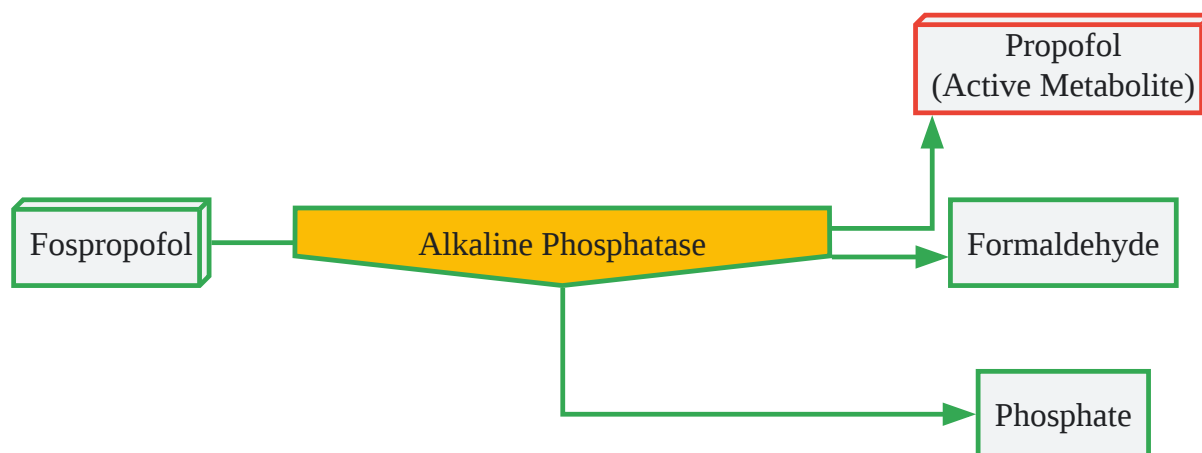 Propofol
(Active Metabolite)
Fospropofol
Alkaline Phosphatase
Formaldehyde
Phosphate